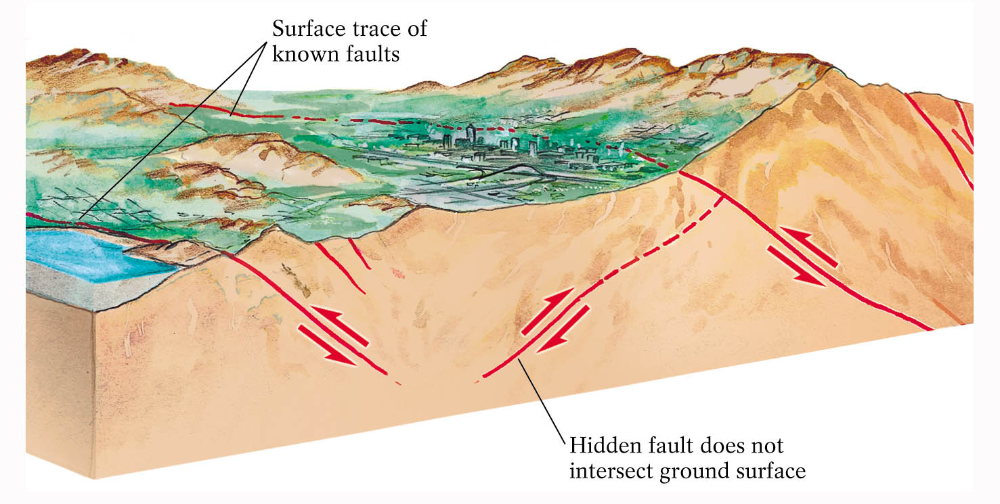 Surface trace of
known faults
Hidden fault does not
intersect ground surface